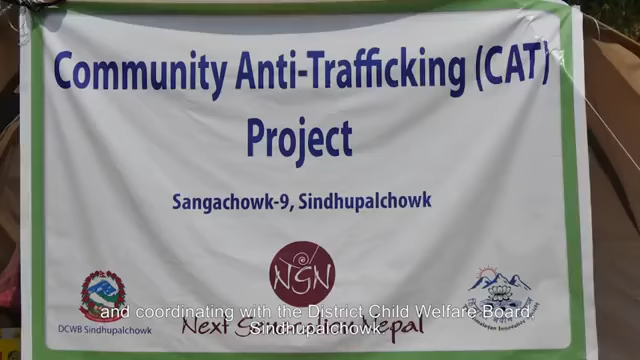 Community Anti-Trafficking (CAT)
Project
Sangachowk-9, Sindhupalchowk
NGN
DCWB Sindhupalchowk
Next Generation Nepal
and coordinating with the District Child Welfare Board,
Sindhupalchowk.